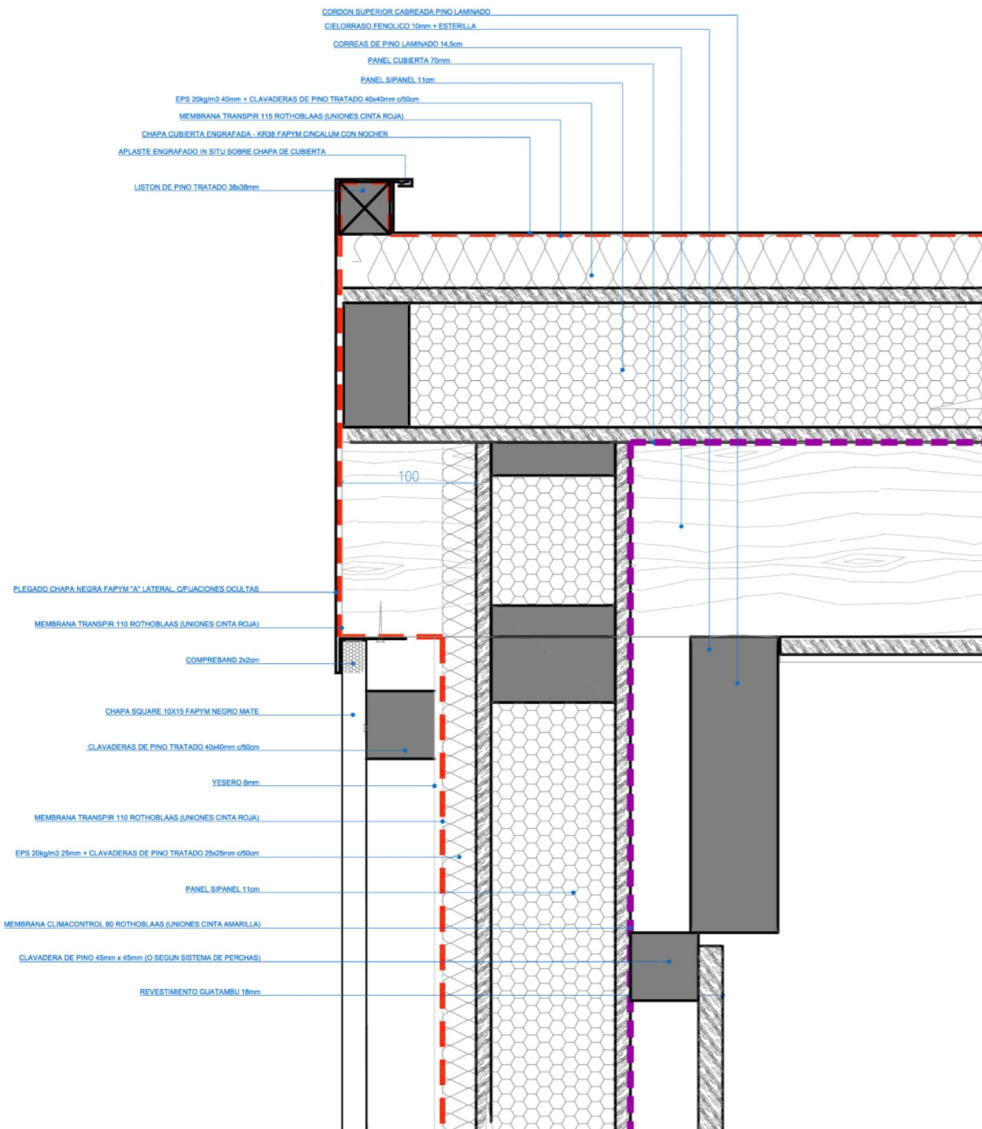 CORDON SUPERIOR CABREADA PINO LAMINADO
CIELORRASO FENOLICO 10mm + ESTERILLA
CORREAS DE PINO LAMINADO 14,5cm
PANEL CUBIERTA 70mm
PANEL SIPANEL 11cm
EPS 20kg/m3 40mm + CLAVADERAS DE PINO TRATADO 40x40mm c/50cm
MEMBRANA TRANSPIR 115 ROTHOBLAAS (UNIONES CINTA ROJA)
CHAPA CUBIERTA ENGRAFADA - KR38 FAPYM CINCALUM CON NOCHER
APLASTE ENGRAFADO IN SITU SOBRE CHAPA DE CUBIERTA
LISTON DE PINO TRATADO 38x38mm
100
PLEGADO CHAPA NEGRA FAPYM "A" LATERAL, C/FIJACIONES OCULTAS
MEMBRANA TRANSPIR 110 ROTHOBLAAS (UNIONES CINTA ROJA)
COMPREBAND 2x2cm
CHAPA SQUARE 10X15 FAPYM NEGRO MATE
CLAVADERAS DE PINO TRATADO 40x40mm c/50cm
YESERO 6mm
MEMBRANA TRANSPIR 110 ROTHOBLAAS (UNIONES CINTA ROJA)
EPS 20kg/m3 25mm + CLAVADERAS DE PINO TRATADO 25x25mm c/50cm
PANEL SIPANEL 11cm
MEMBRANA CLIMACONTROL 80 ROTHOBLAAS (UNIONES CINTA AMARILLA)
CLAVADERA DE PINO 45mm x 45mm (O SEGUN SISTEMA DE PERCHAS)
REVESTIMIENTO GUATAMBU 18mm